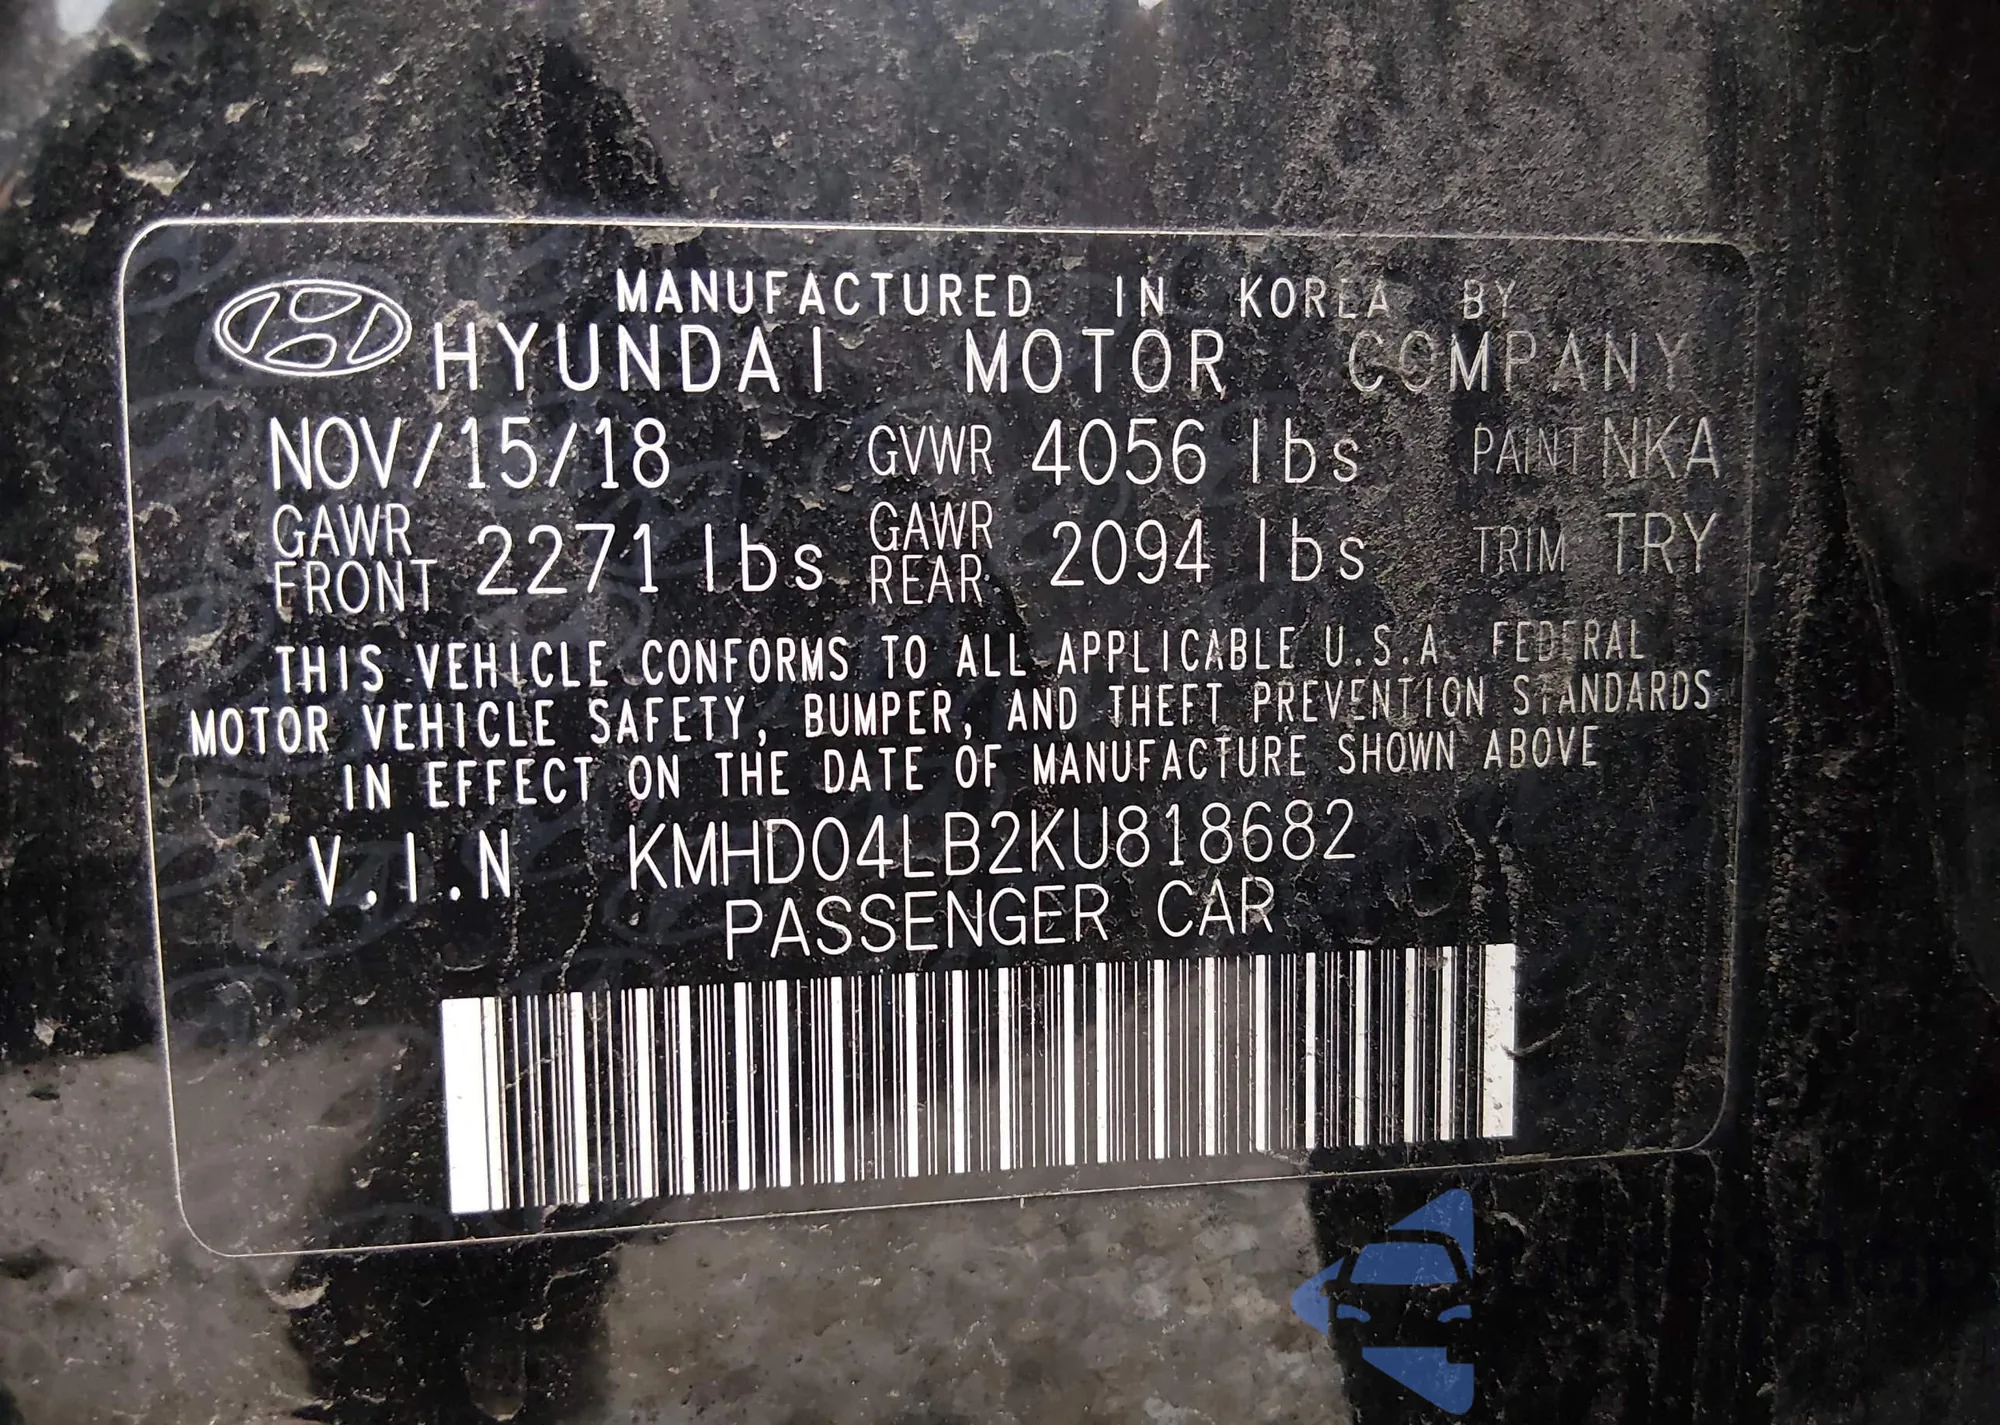 MANUFACTURED IN KOREA BY
HYUNDAI MOTOR COMPANY
NOV/15/18 GVWR 4056 lbs PAINT NKA
GAWR FRONT 2271 lbs GAWR REAR 2094 lbs TRIM TRY
THIS VEHICLE CONFORMS TO ALL APPLICABLE U.S.A. FEDERAL
MOTOR VEHICLE SAFETY, BUMPER, AND THEFT PREVENTION STANDARDS
IN EFFECT ON THE DATE OF MANUFACTURE SHOWN ABOVE
V.I.N KMHD04LB2KU818682
PASSENGER CAR